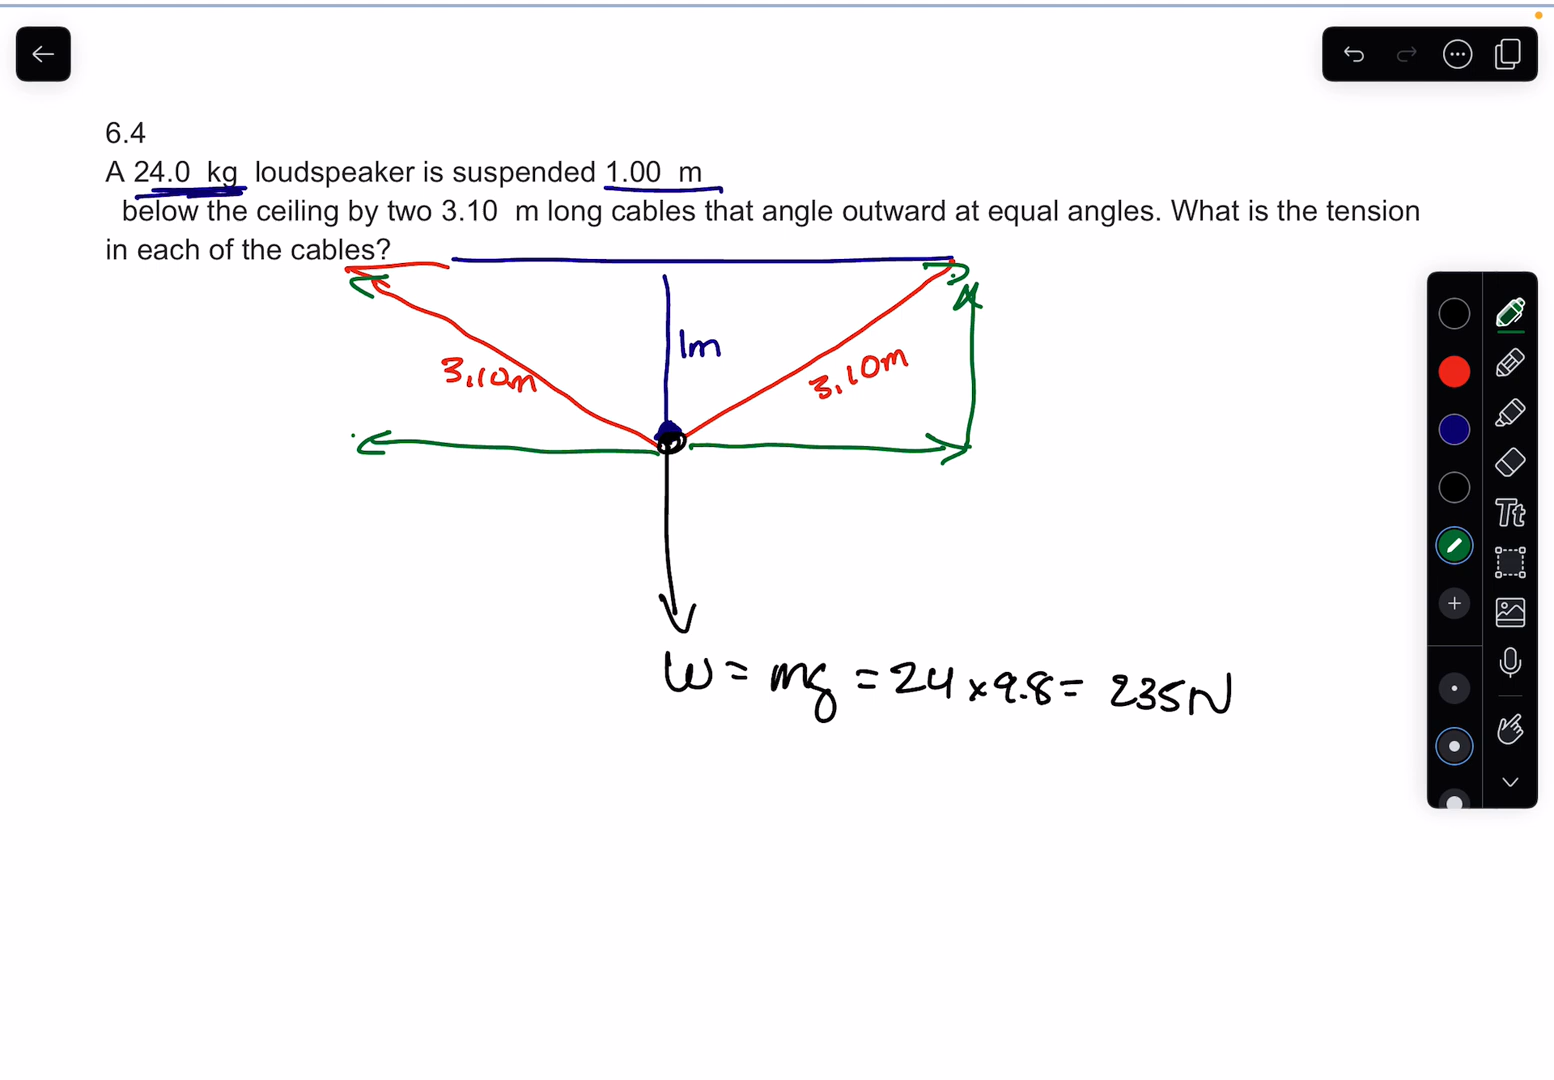 6.4
A 24.0 kg loudspeaker is suspended 1.00 m
below the ceiling by two 3.10 m long cables that angle outward at equal angles. What is the tension
in each of the cables?
1m
3.10m
3.10m
W = mg = 24 × 9.8 = 235N
Tt